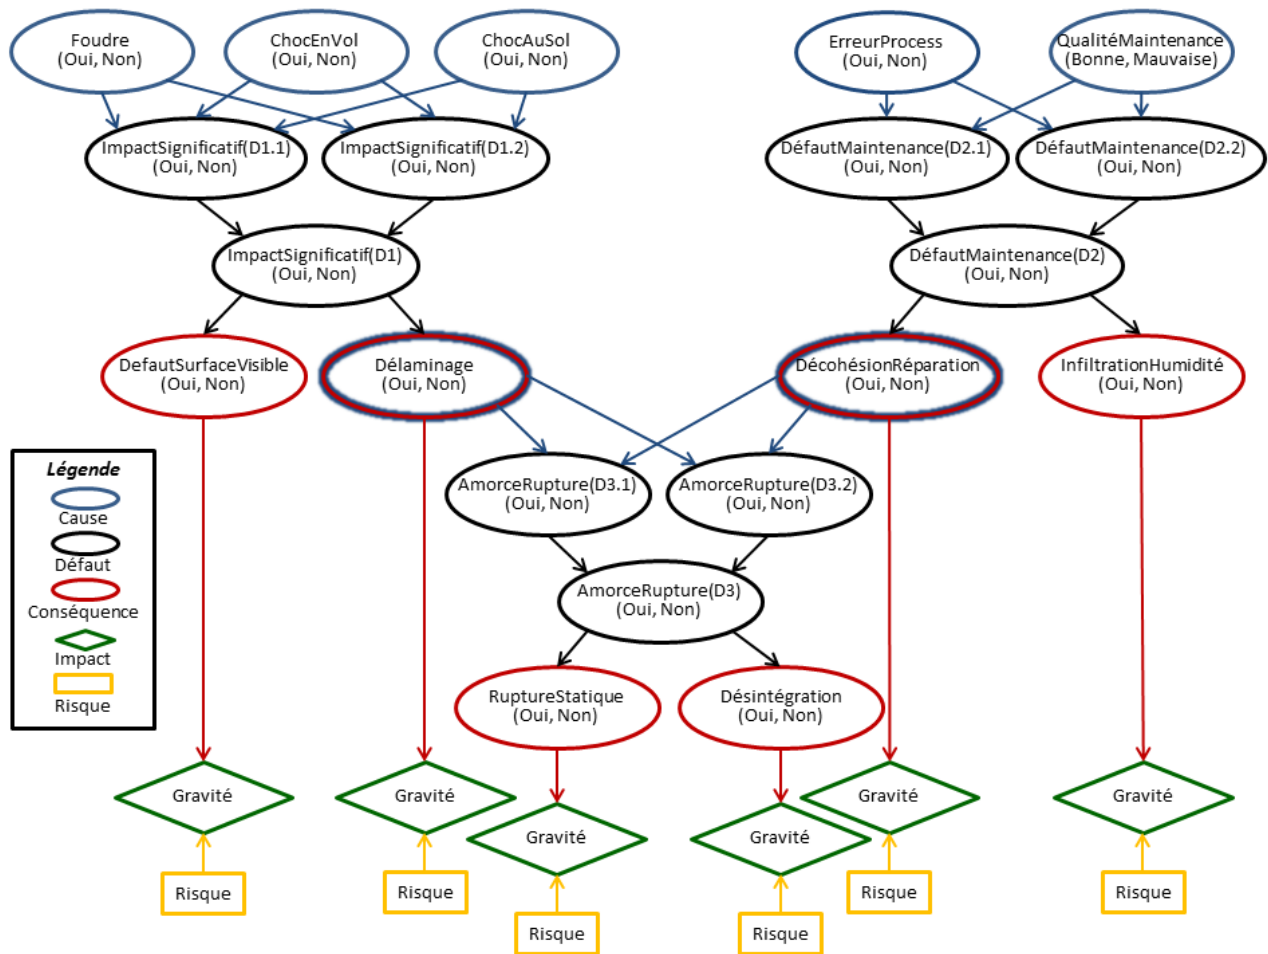 Foudre
(Oui, Non)
ChocEnVol
(Oui, Non)
ChocAuSol
(Oui, Non)
ErreurProcess
(Oui, Non)
QualitéMaintenance
(Bonne, Mauvaise)
ImpactSignificatif(D1.1)
(Oui, Non)
ImpactSignificatif(D1.2)
(Oui, Non)
DéfautMaintenance(D2.1)
(Oui, Non)
DéfautMaintenance(D2.2)
(Oui, Non)
ImpactSignificatif(D1)
(Oui, Non)
DéfautMaintenance(D2)
(Oui, Non)
DefautSurfaceVisible
(Oui, Non)
Délaminage
(Oui, Non)
DécohésionRéparation
(Oui, Non)
InfiltrationHumidité
(Oui, Non)
Légende
Cause
Défaut
Conséquence
Impact
Risque
AmorceRupture(D3.1)
(Oui, Non)
AmorceRupture(D3.2)
(Oui, Non)
AmorceRupture(D3)
(Oui, Non)
RuptureStatique
(Oui, Non)
Désintégration
(Oui, Non)
Gravité
Gravité
Gravité
Gravité
Gravité
Gravité
Risque
Risque
Risque
Risque
Risque
Risque